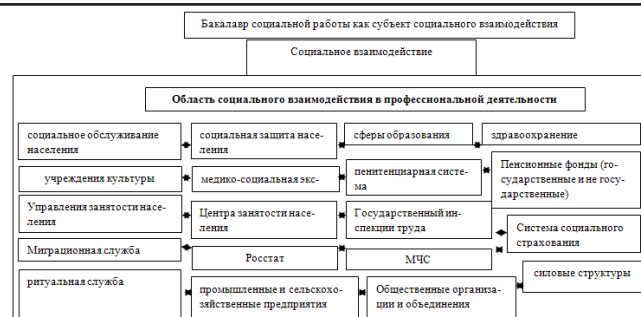 Бакалавр социальной работы как субъект социального взаимодействия
Социальное взаимодействие
Область социального взаимодействия в профессиональной деятельности
социальное обслуживание
населения
социальная защита насе-
ления
сферы образования
здравоохранение
учреждения культуры
медико-социальная экс-
пенитенциарная систе-
ма
Пенсионные фонды (го-
сударственные и не госу-
дарственные)
Управления занятости насе-
ления
Центра занятости насе-
ления
Государственный ин-
спекции труда
Система социального
страхования
Миграционная служба
Росстат
МЧС
силовые структуры
ритуальная служба
промышленные и сельскохо-
зяйственные предприятия
Общественные организа-
ции и объединения